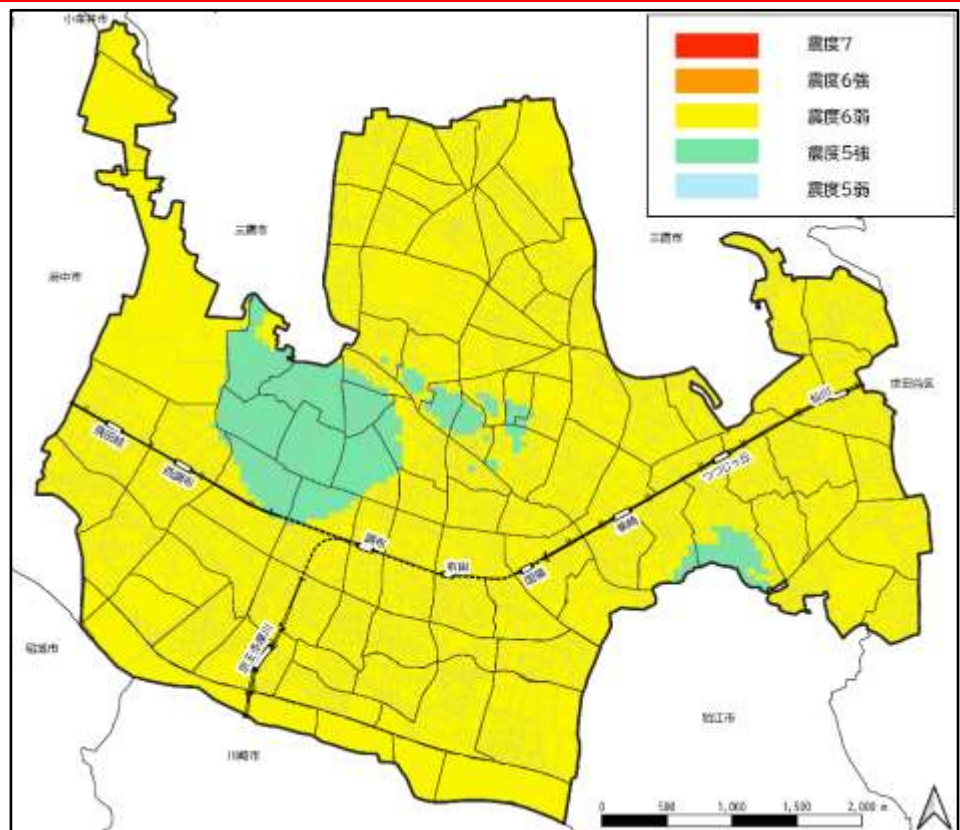 小金井市
震度7
震度6強
震度6弱
震度5強
震度5弱
三鷹市
三鷹市
府中市
世田谷区
仙川
飛田給
つつじヶ丘
西調布
柴崎
調布
布田
国領
京王多摩川
稲城市
狛江市
川崎市
0 500 1,000 1,500 2,000 m